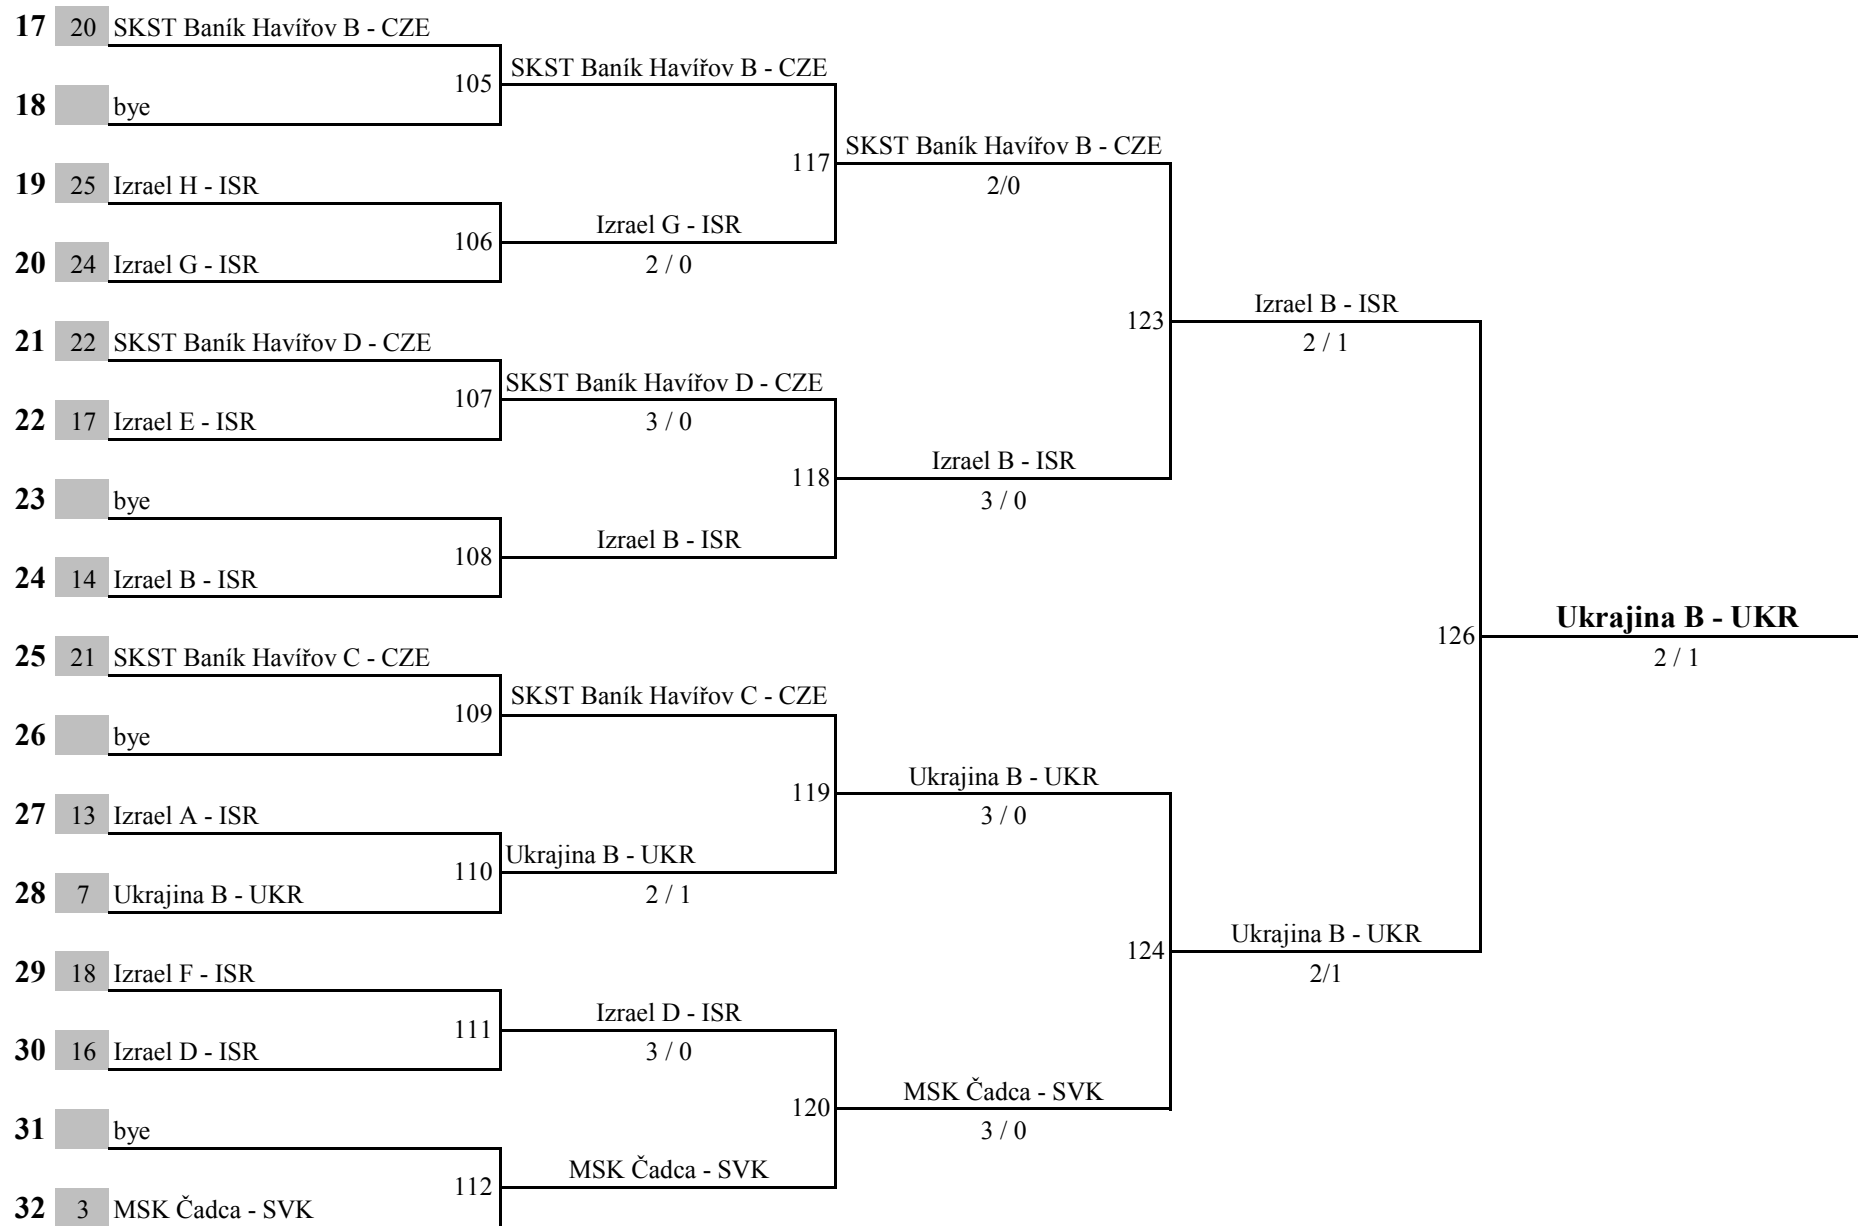 17 20 SKST Baník Havířov B - CZE
SKST Baník Havířov B - CZE
105
18 bye
SKST Baník Havířov B - CZE
117
19 25 Izrael H - ISR
2/0
Izrael G - ISR
106
20 24 Izrael G - ISR
2 / 0
Izrael B - ISR
123
21 22 SKST Baník Havířov D - CZE
2 / 1
SKST Baník Havířov D - CZE
107
22 17 Izrael E - ISR
3 / 0
Izrael B - ISR
118
23 bye
3 / 0
Izrael B - ISR
108
24 14 Izrael B - ISR
Ukrajina B - UKR
126
25 21 SKST Baník Havířov C - CZE
2 / 1
SKST Baník Havířov C - CZE
109
26 bye
Ukrajina B - UKR
119
27 13 Izrael A - ISR
3 / 0
Ukrajina B - UKR
110
28 7 Ukrajina B - UKR
2 / 1
Ukrajina B - UKR
124
29 18 Izrael F - ISR
2/1
Izrael D - ISR
111
30 16 Izrael D - ISR
3 / 0
MSK Čadca - SVK
120
31 bye
3 / 0
MSK Čadca - SVK
112
32 3 MSK Čadca - SVK